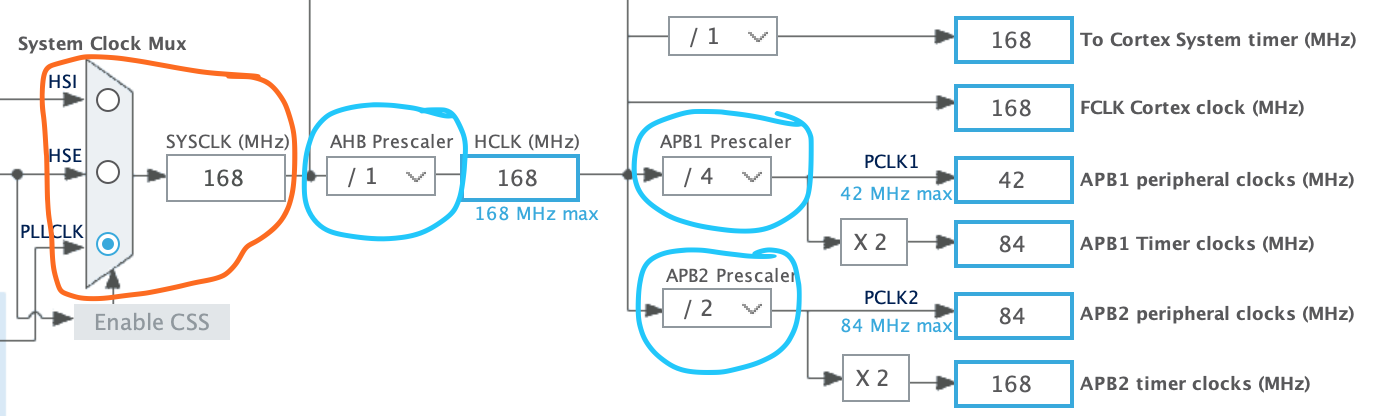 System Clock Mux
HSI
HSE
PLLCLK
Enable CSS
SYSCLK (MHz)
168
AHB Prescaler
/ 1
HCLK (MHz)
168
168 MHz max
/ 1
168
To Cortex System timer (MHz)
168
FCLK Cortex clock (MHz)
APB1 Prescaler
/ 4
PCLK1
42 MHz max
42
APB1 peripheral clocks (MHz)
X 2
84
APB1 Timer clocks (MHz)
APB2 Prescaler
/ 2
PCLK2
84 MHz max
84
APB2 peripheral clocks (MHz)
X 2
168
APB2 timer clocks (MHz)